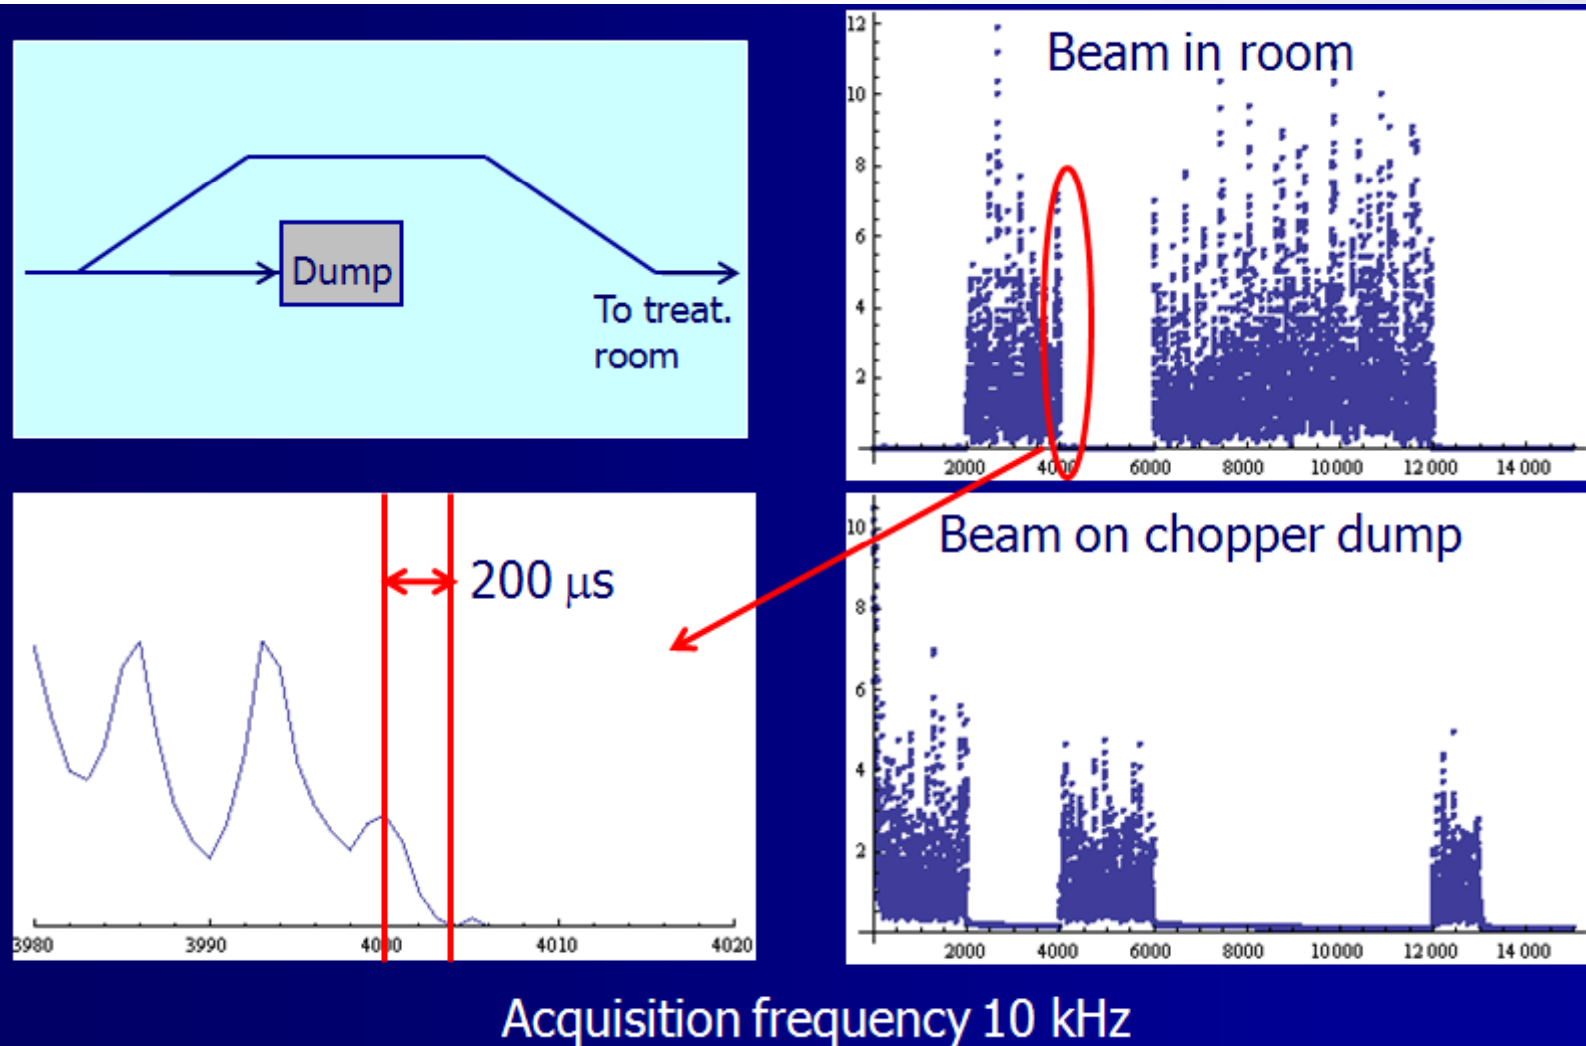 Dump
To treat.
room
Beam in room
12
10
8
6
4
2
2000 4000 6000 8000 10000 12000 14000
200 μs
3980 3990 4000 4010 4020
Beam on chopper dump
10
8
6
4
2
2000 4000 6000 8000 10000 12000 14000
Acquisition frequency 10 kHz